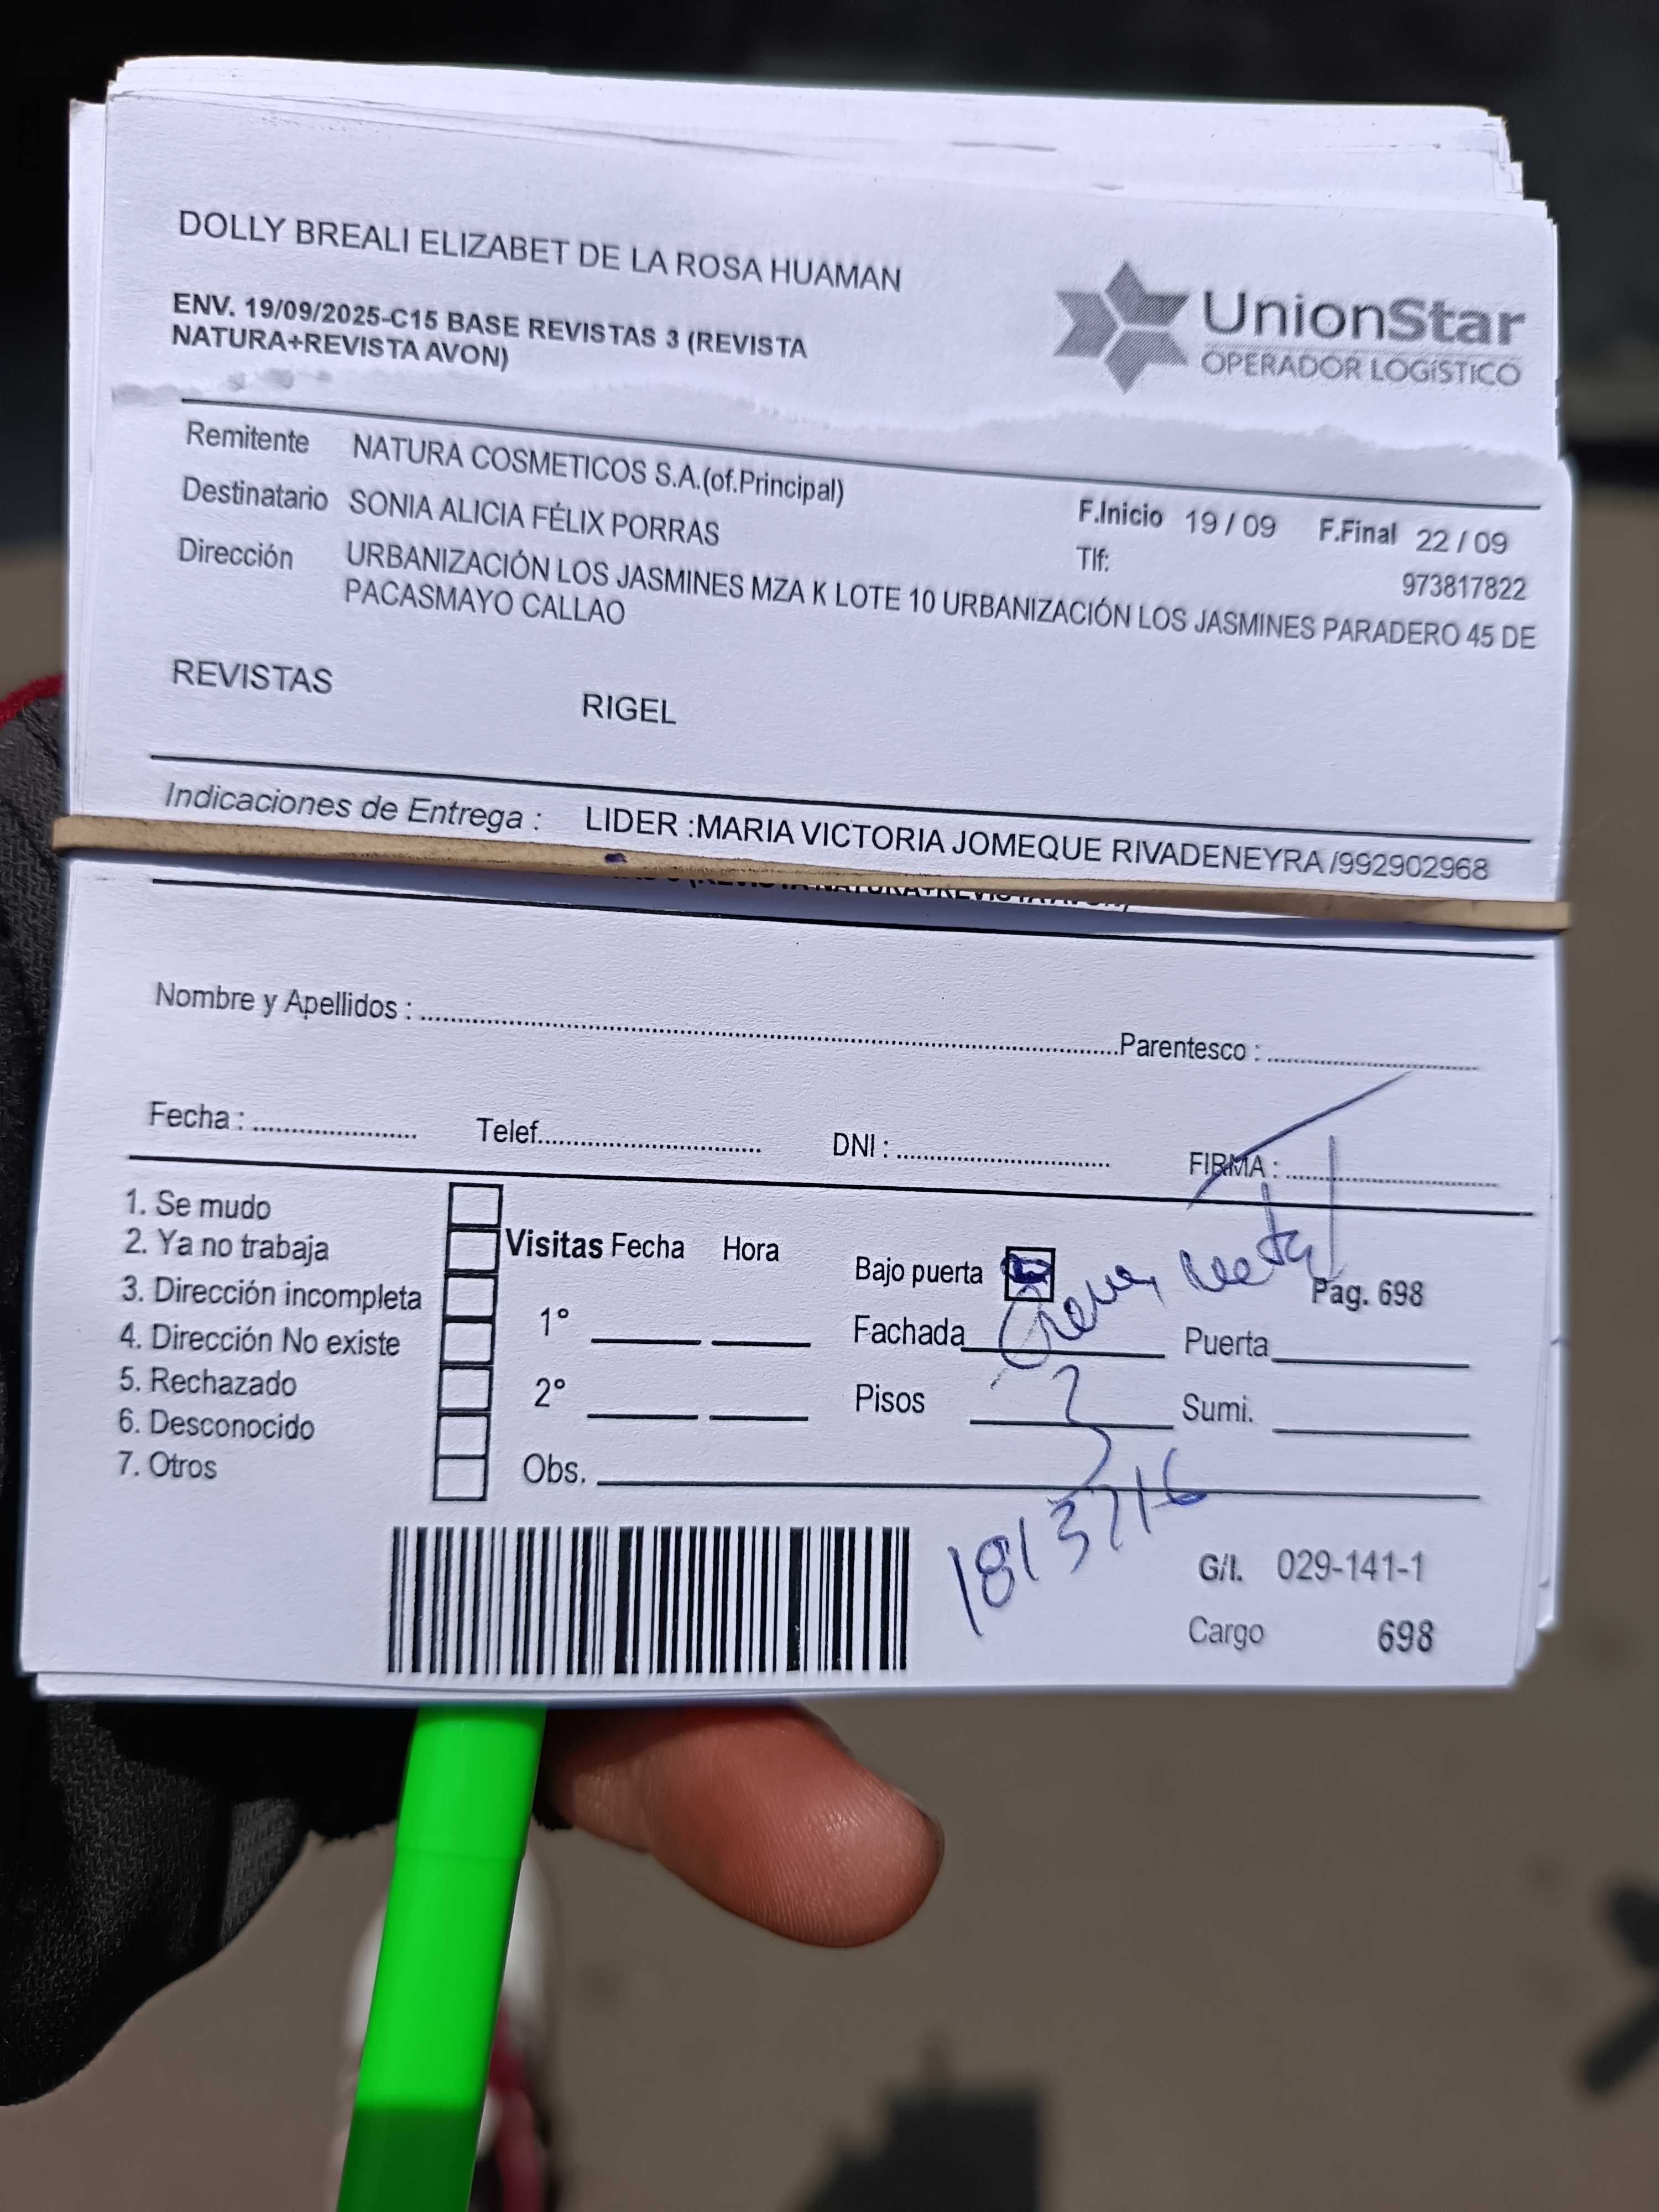 DOLLY BREALI ELIZABET DE LA ROSA HUAMAN
ENV. 19/09/2025-C15 BASE REVISTAS 3 (REVISTA
NATURA+REVISTA AVON)
UnionStar
OPERADOR LOGÍSTICO
Remitente NATURA COSMETICOS S.A.(of.Principal)
F.Inicio 19 / 09 F.Final 22 / 09
Destinatario SONIA ALICIA FÉLIX PORRAS
Tlf: 973817822
Dirección URBANIZACIÓN LOS JASMINES MZA K LOTE 10 URBANIZACIÓN LOS JASMINES PARADERO 45 DE
PACASMAYO CALLAO
REVISTAS RIGEL
Indicaciones de Entrega : LIDER :MARIA VICTORIA JOMEQUE RIVADENEYRA /992902968
Nombre y Apellidos : Parentesco :
Fecha : Telef. DNI : FIRMA :
1. Se mudo
2. Ya no trabaja
3. Dirección incompleta
4. Dirección No existe
5. Rechazado
6. Desconocido
7. Otros
Visitas Fecha Hora
1°
2°
Obs.
Bajo puerta
Pag. 698
Fachada Puerta
Pisos 2 Sumi.
G/I. 029-141-1
Cargo 698